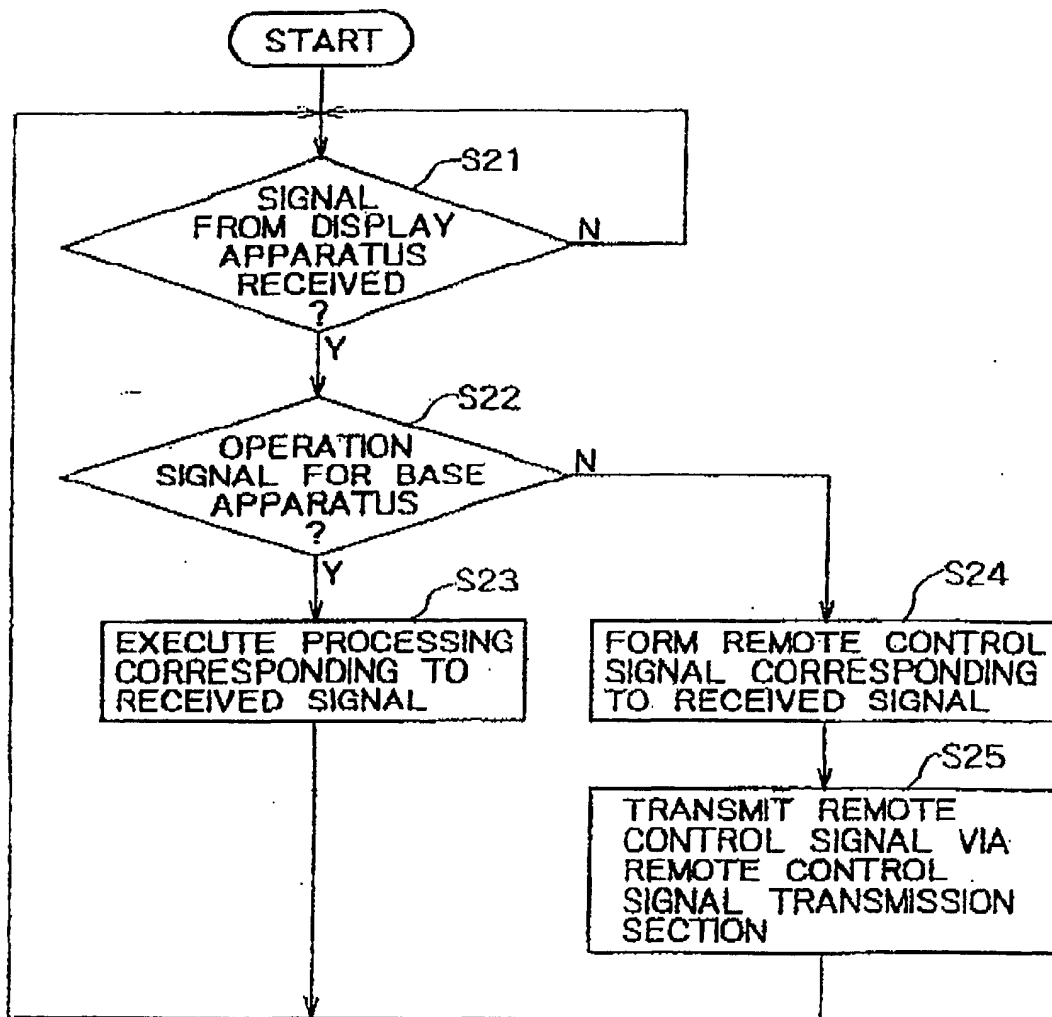 START
S21
SIGNAL
FROM DISPLAY
APPARATUS
RECEIVED
?
N
Y
S22
OPERATION
SIGNAL FOR BASE
APPARATUS
?
N
Y
S23
EXECUTE PROCESSING
CORRESPONDING TO
RECEIVED SIGNAL
S24
FORM REMOTE CONTROL
SIGNAL CORRESPONDING
TO RECEIVED SIGNAL
S25
TRANSMIT REMOTE
CONTROL SIGNAL VIA
REMOTE CONTROL
SIGNAL TRANSMISSION
SECTION